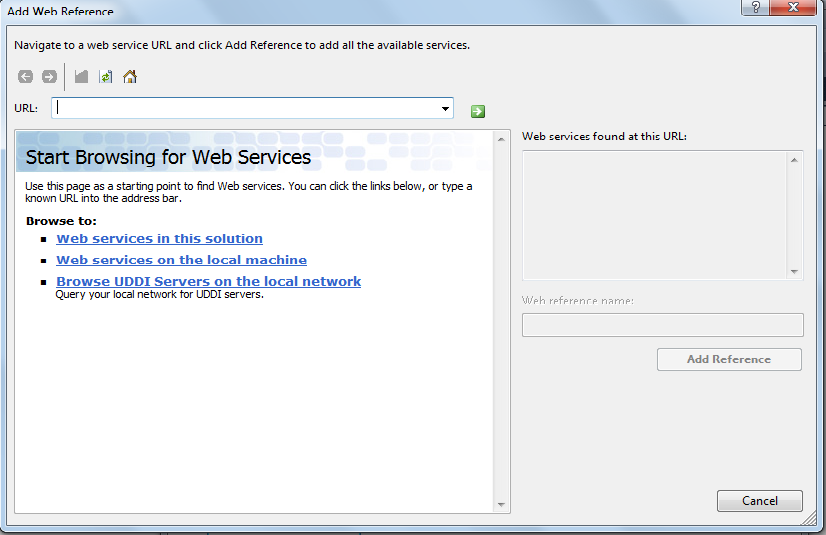 Add Web Reference
?
Navigate to a web service URL and click Add Reference to add all the available services.
URL:
Start Browsing for Web Services
Use this page as a starting point to find Web services. You can click the links below, or type a
known URL into the address bar.
Browse to:
Web services in this solution
Web services on the local machine
Browse UDDI Servers on the local network
Query your local network for UDDI servers.
Web services found at this URL:
Web reference name:
Add Reference
Cancel